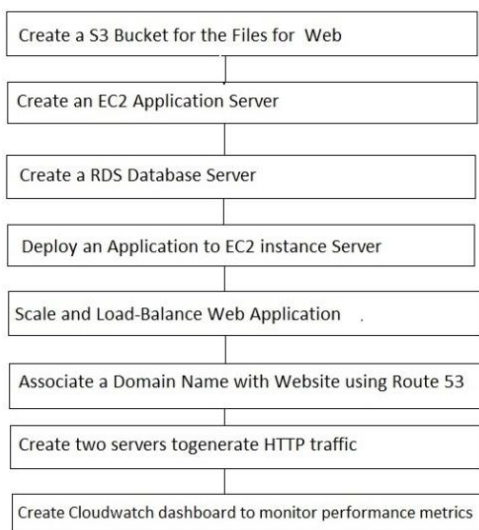 Create a S3 Bucket for the Files for Web
Create an EC2 Application Server
Create a RDS Database Server
Deploy an Application to EC2 instance Server
Scale and Load-Balance Web Application .
Associate a Domain Name with Website using Route 53
Create two servers togenerate HTTP traffic
Create Cloudwatch dashboard to monitor performance metrics